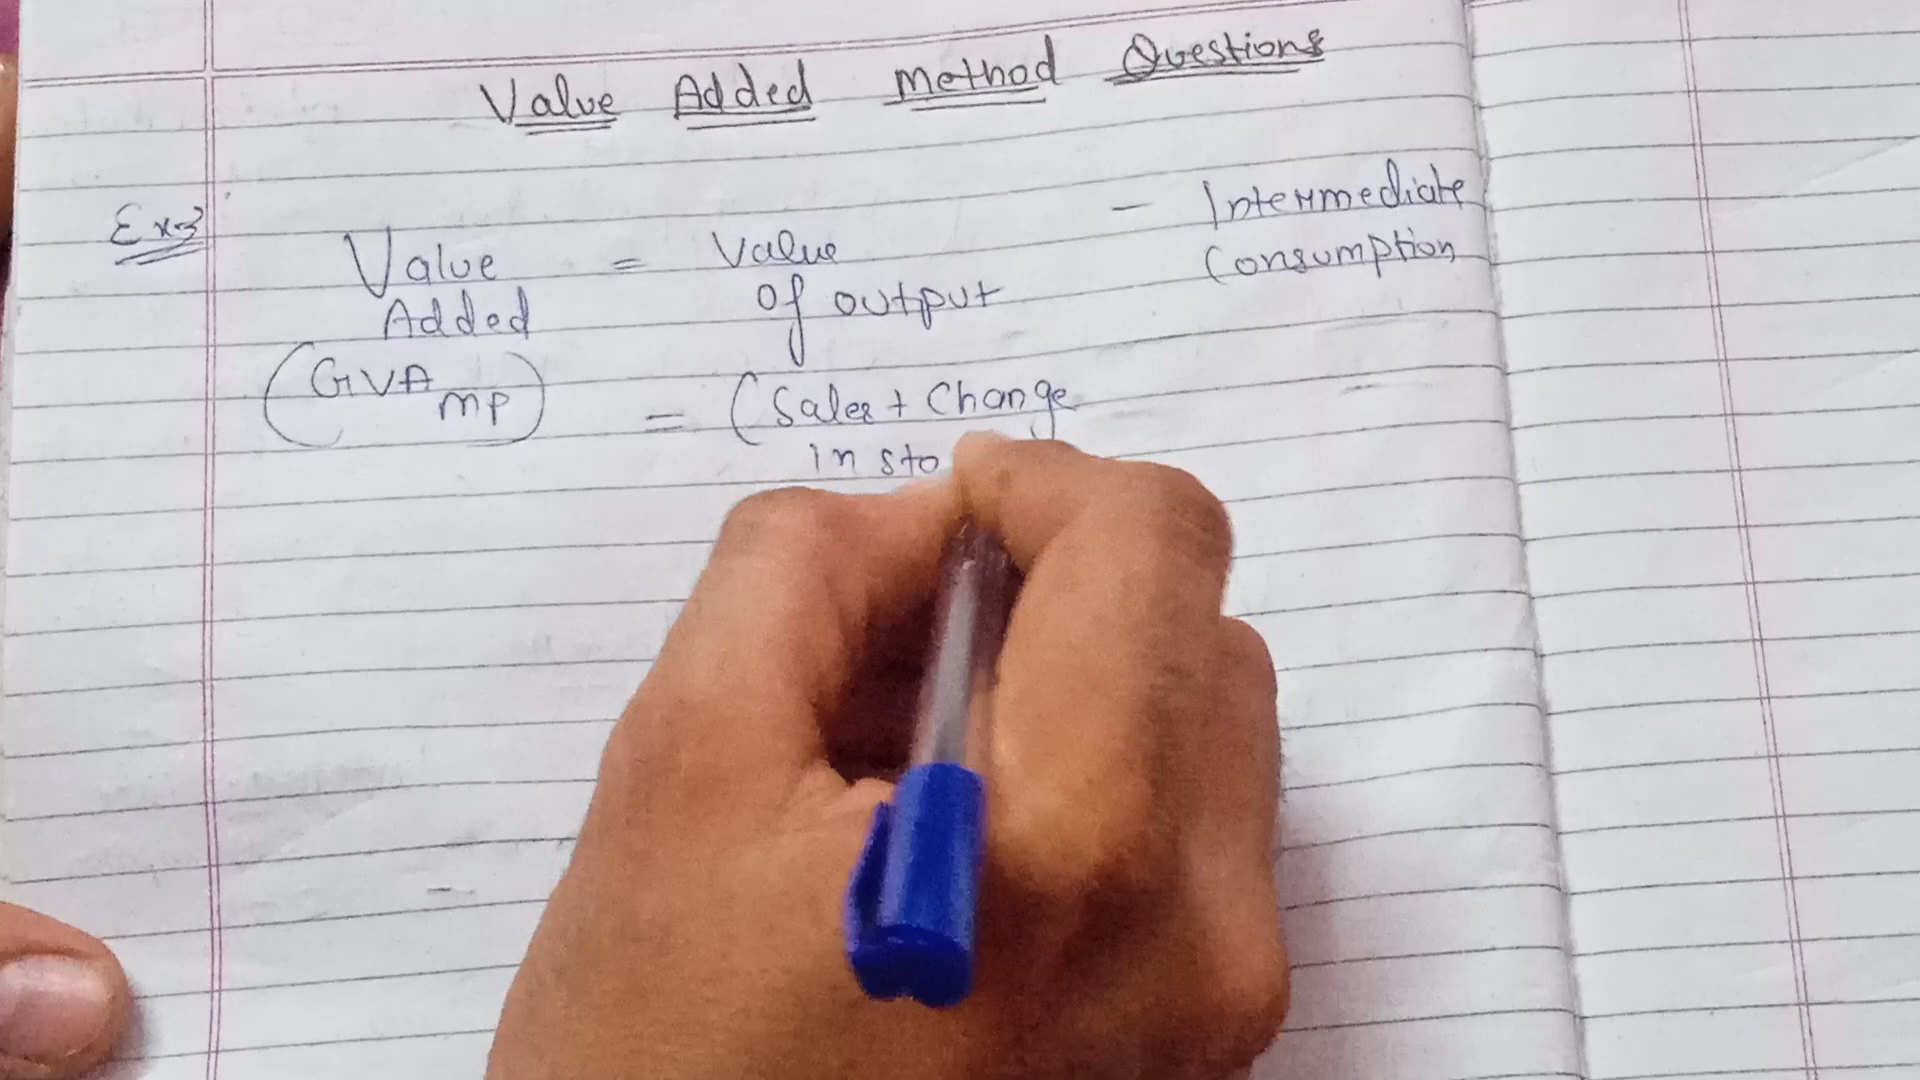 Value Added Method Questions
Ex3
Value = Value - Intermediate
Added of output Consumption
(GVA MP) = (Sales + Change
in sto